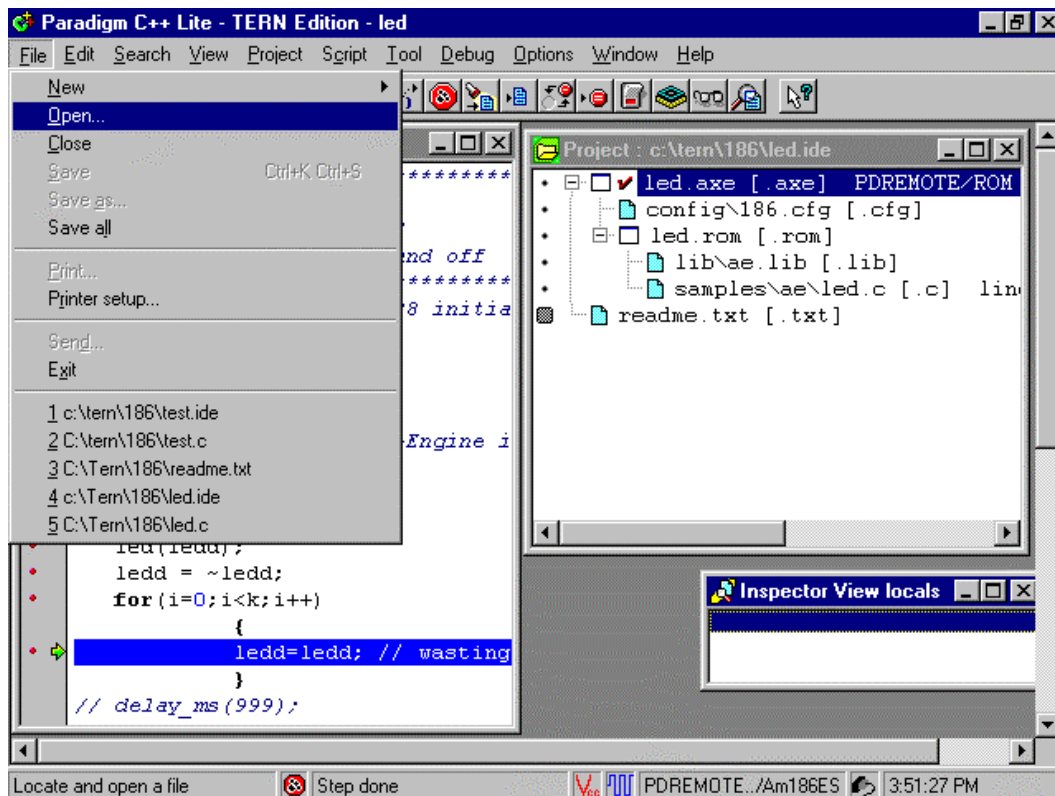 Paradigm C++ Lite - TERN Edition - led
File Edit Search View Project Script Tool Debug Options Window Help
New
Open...
Close
Save Ctrl+K Ctrl+S
Save as...
Save all
Print...
Printer setup...
Send...
Exit
1 c:\tern\186\test.ide
2 C:\tern\186\test.c
3 C:\Tern\186\readme.txt
4 c:\Tern\186\led.ide
5 C:\Tern\186\led.c
*********
nd off
*********
8 initia
-Engine i
led(ledd);
ledd = ~ledd;
for(i=0;i<k;i++)
{
ledd=ledd; // wasting
}
// delay_ms(999);
Project : c:\tern\186\led.ide
led.axe [.axe] PDREMOTE/ROM
config\186.cfg [.cfg]
led.rom [.rom]
lib\ae.lib [.lib]
samples\ae\led.c [.c] lin
readme.txt [.txt]
Inspector View locals
Locate and open a file
Step done
Vcc
PDREMOTE../Am186ES
3:51:27 PM